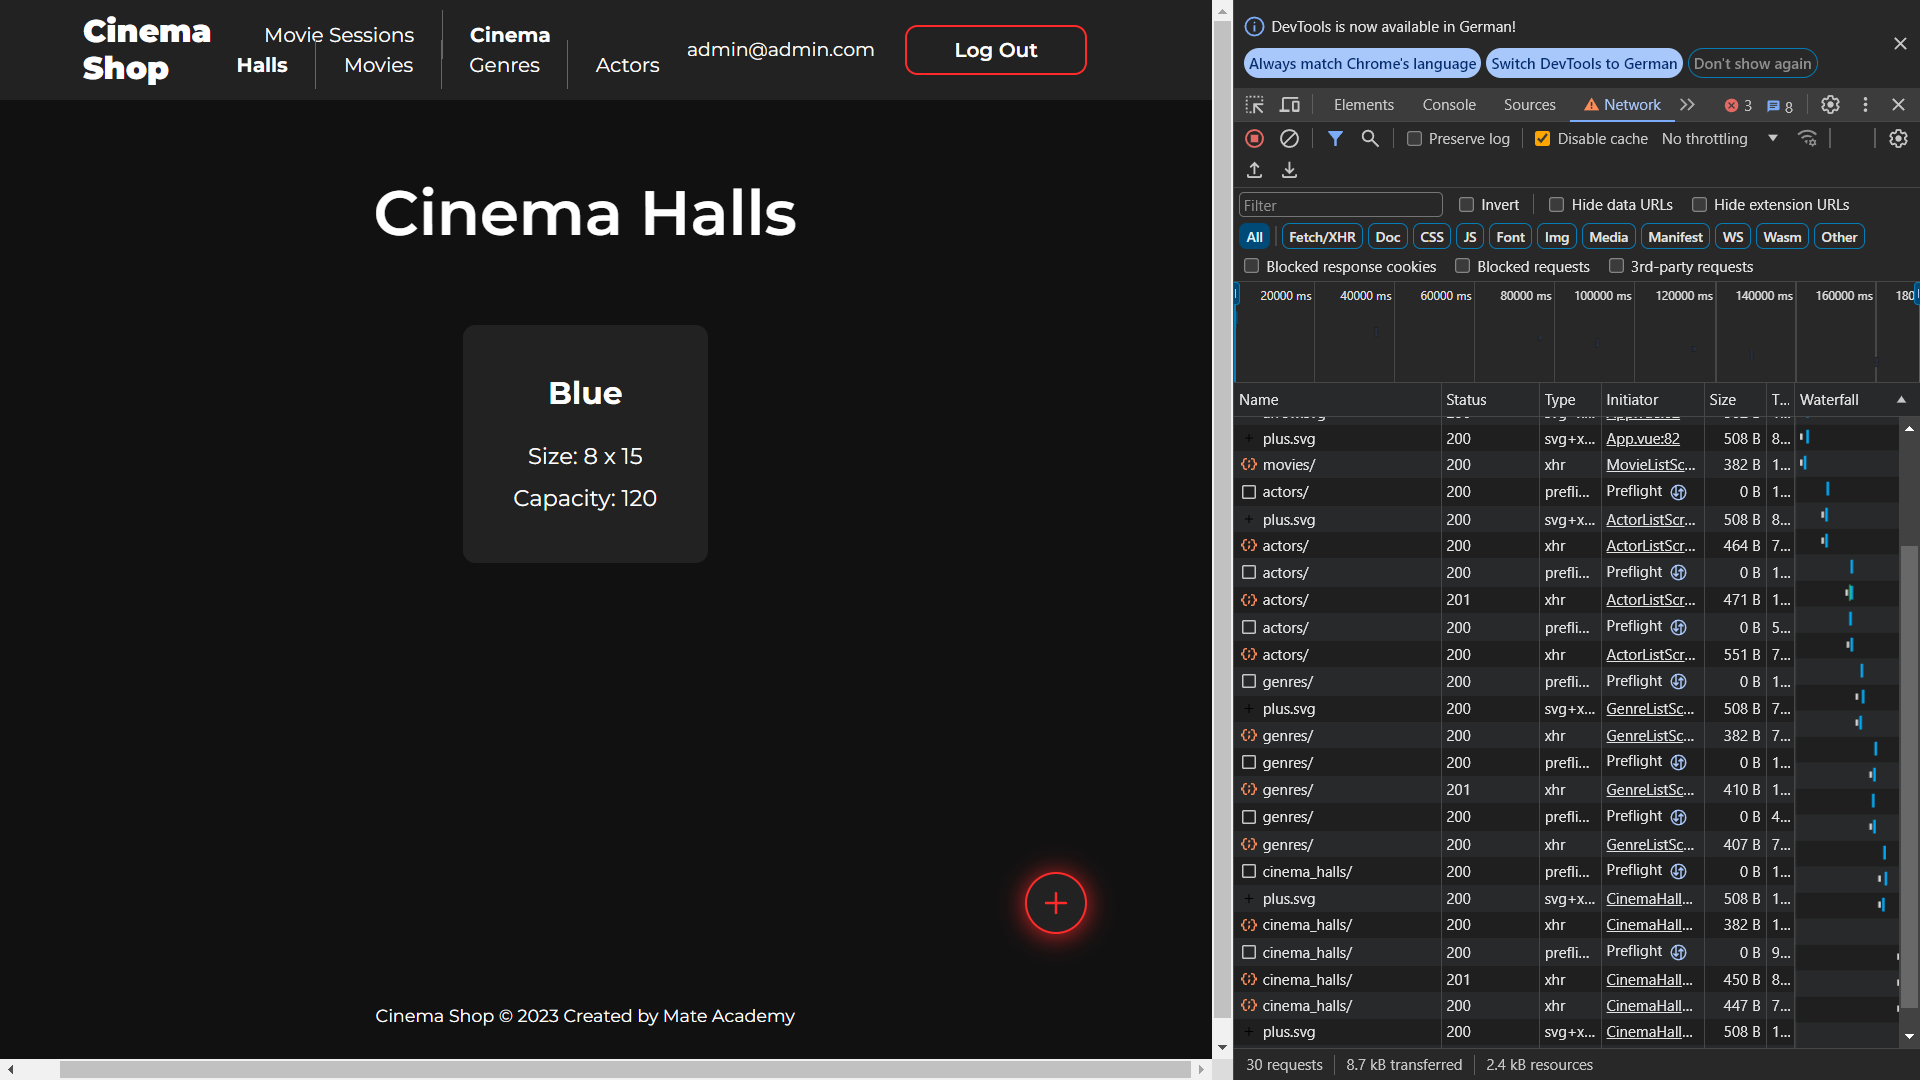 Cinema Shop
Movie Sessions
Cinema Halls
Movies
Genres
Actors
admin@admin.com
Log Out
Cinema Halls
Blue
Size: 8 x 15
Capacity: 120
Cinema Shop © 2023 Created by Mate Academy
DevTools is now available in German!
Always match Chrome's language Switch DevTools to German Don't show again
Elements Console Sources Network 3 8
Preserve log Disable cache No throttling
Filter Invert Hide data URLs Hide extension URLs
All Fetch/XHR Doc CSS JS Font Img Media Manifest WS Wasm Other
Blocked response cookies Blocked requests 3rd-party requests
20000 ms 40000 ms 60000 ms 80000 ms 100000 ms 120000 ms 140000 ms 160000 ms 180
Name Status Type Initiator Size T... Waterfall
plus.svg 200 svg+x... App.vue:82 508 B 8...
movies/ 200 xhr MovieListSc... 382 B 1...
actors/ 200 prefli... Preflight 0 B 1...
plus.svg 200 svg+x... ActorListScr... 508 B 8...
actors/ 200 xhr ActorListScr... 464 B 7...
actors/ 200 prefli... Preflight 0 B 1...
actors/ 201 xhr ActorListScr... 471 B 1...
actors/ 200 prefli... Preflight 0 B 5...
actors/ 200 xhr ActorListScr... 551 B 7...
genres/ 200 prefli... Preflight 0 B 1...
plus.svg 200 svg+x... GenreListSc... 508 B 7...
genres/ 200 xhr GenreListSc... 382 B 7...
genres/ 200 prefli... Preflight 0 B 1...
genres/ 201 xhr GenreListSc... 410 B 1...
genres/ 200 prefli... Preflight 0 B 4...
genres/ 200 xhr GenreListSc... 407 B 7...
cinema_halls/ 200 prefli... Preflight 0 B 1...
plus.svg 200 svg+x... CinemaHall... 508 B 1...
cinema_halls/ 200 xhr CinemaHall... 382 B 1...
cinema_halls/ 200 prefli... Preflight 0 B 9...
cinema_halls/ 201 xhr CinemaHall... 450 B 8...
cinema_halls/ 200 xhr CinemaHall... 447 B 7...
plus.svg 200 svg+x... CinemaHall... 508 B 1...
30 requests 8.7 kB transferred 2.4 kB resources